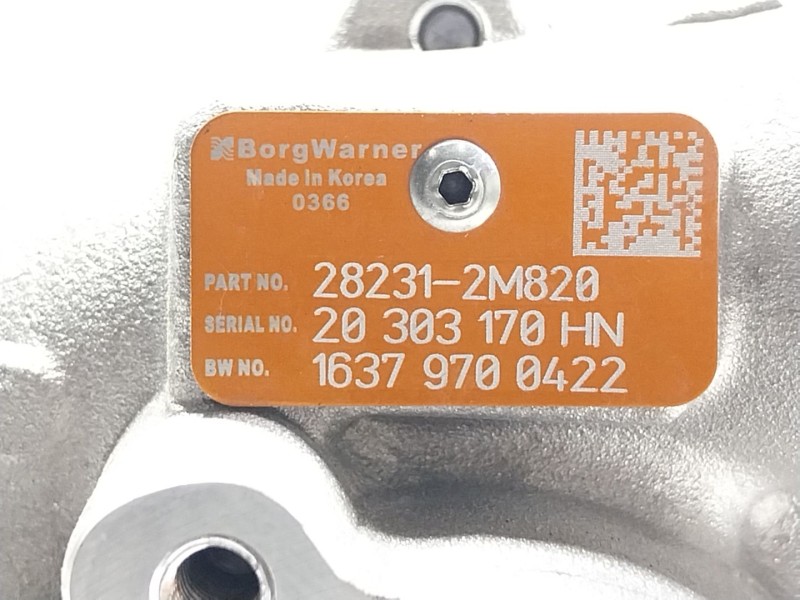 BorgWarner
Made In Korea
0366
PART NO. 28231-2M820
SERIAL NO. 20 303 170 HN
BW NO. 1637 970 0422